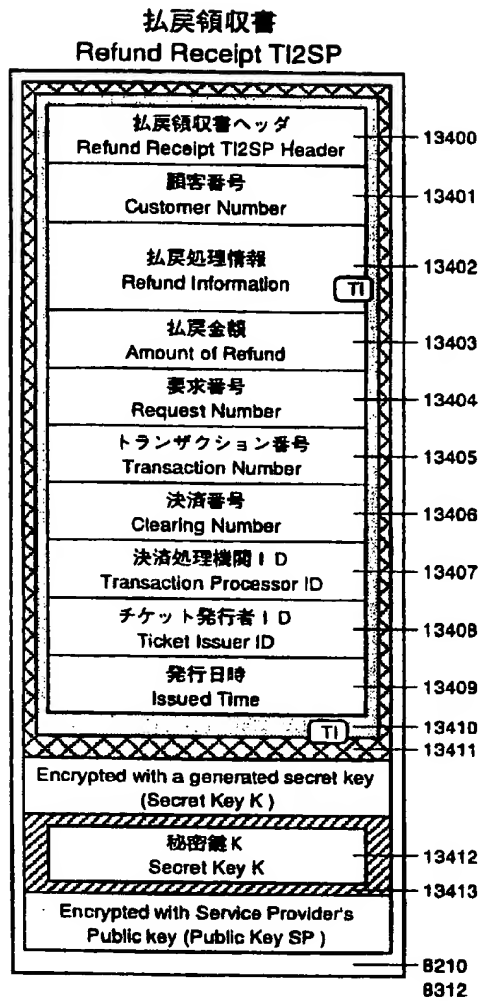 払戻領収書
Refund Receipt TI2SP
払戻領収書ヘッダ
Refund Receipt TI2SP Header
13400
顧客番号
Customer Number
13401
払戻処理情報
Refund Information
13402
TI
払戻金額
Amount of Refund
13403
要求番号
Request Number
13404
トランザクション番号
Transaction Number
13405
決済番号
Clearing Number
13406
決済処理機関ID
Transaction Processor ID
13407
チケット発行者ID
Ticket Issuer ID
13408
発行日時
Issued Time
13409
TI
13410
13411
Encrypted with a generated secret key
(Secret Key K )
秘密鍵K
Secret Key K
13412
13413
Encrypted with Service Provider's
Public key (Public Key SP )
8210
8312